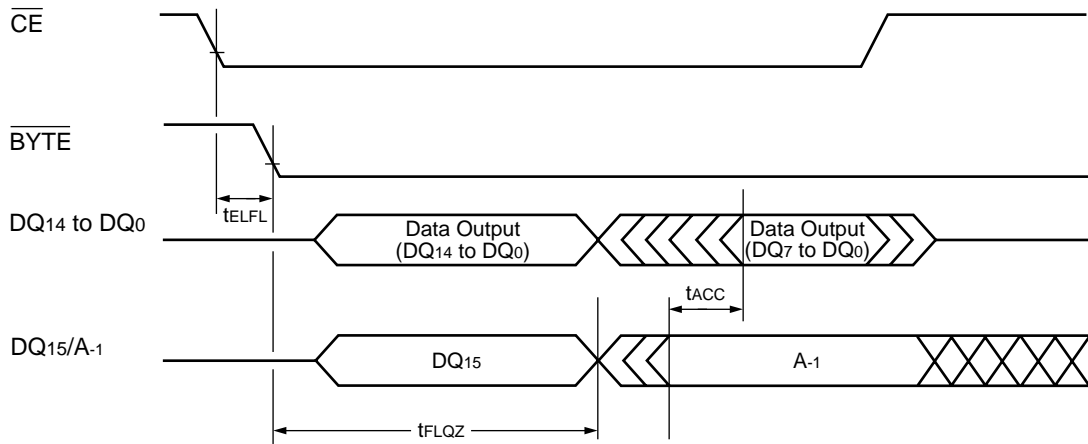 CE
BYTE
tELFL
DQ14 to DQ0
Data Output
(DQ14 to DQ0)
Data Output
(DQ7 to DQ0)
tACC
DQ15/A-1
DQ15
A-1
tFLQZ